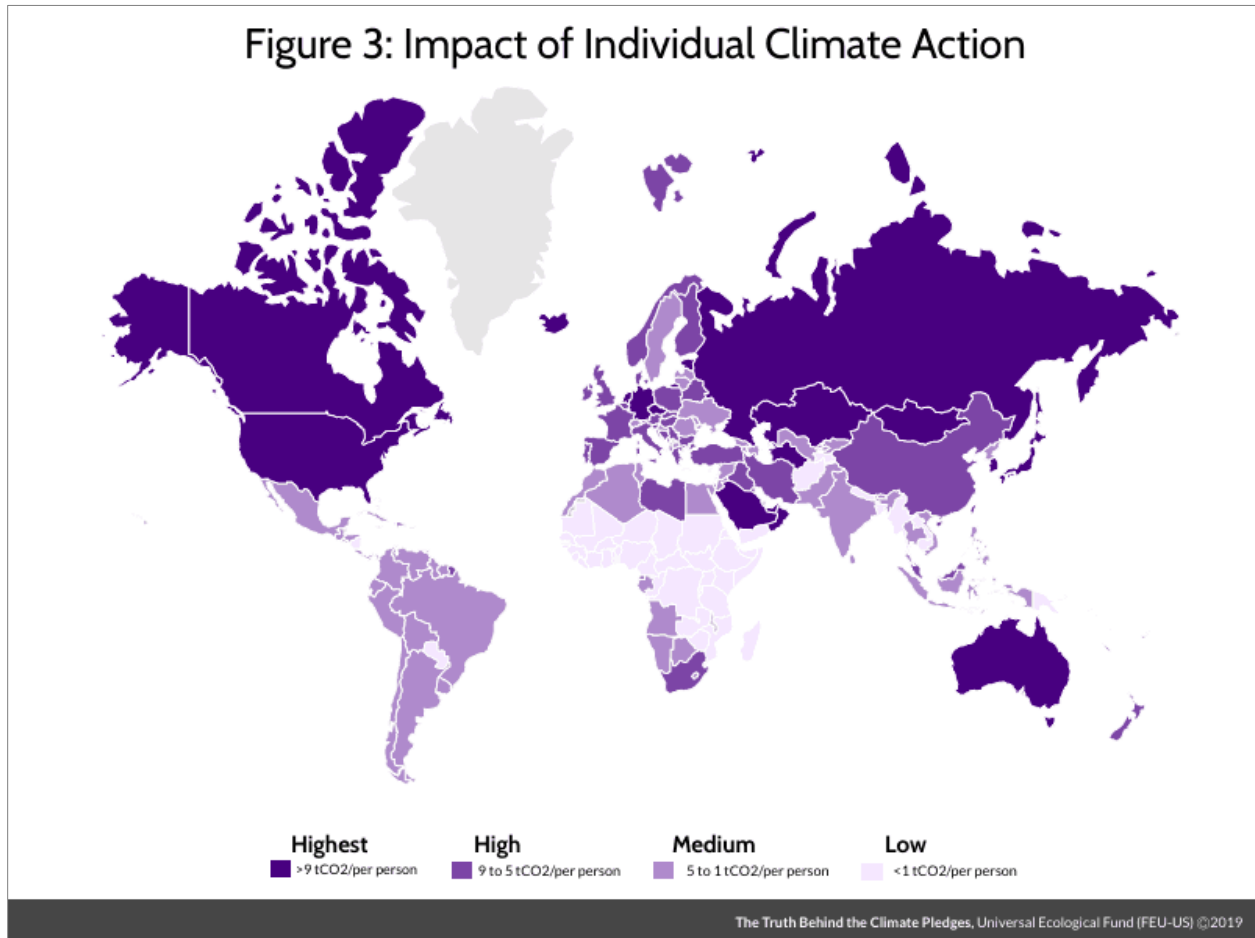 Figure 3: Impact of Individual Climate Action
Highest High Medium Low
>9 tCO2/per person 9 to 5 tCO2/per person 5 to 1 tCO2/per person <1 tCO2/per person
The Truth Behind the Climate Pledges, Universal Ecological Fund (FEU-US) ©2019